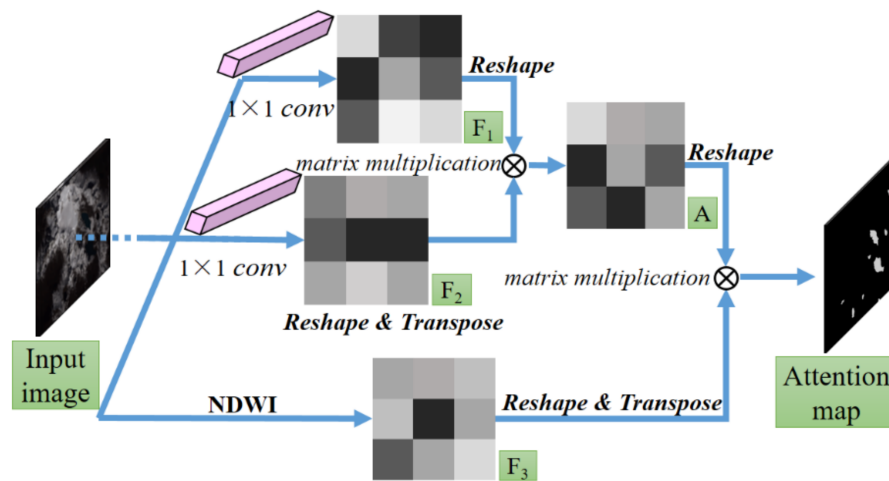 Reshape
1×1 conv
F₁
matrix multiplication
Reshape
A
1×1 conv
F₂
Reshape & Transpose
matrix multiplication
Input
image
NDWI
Reshape & Transpose
F₃
Attention
map